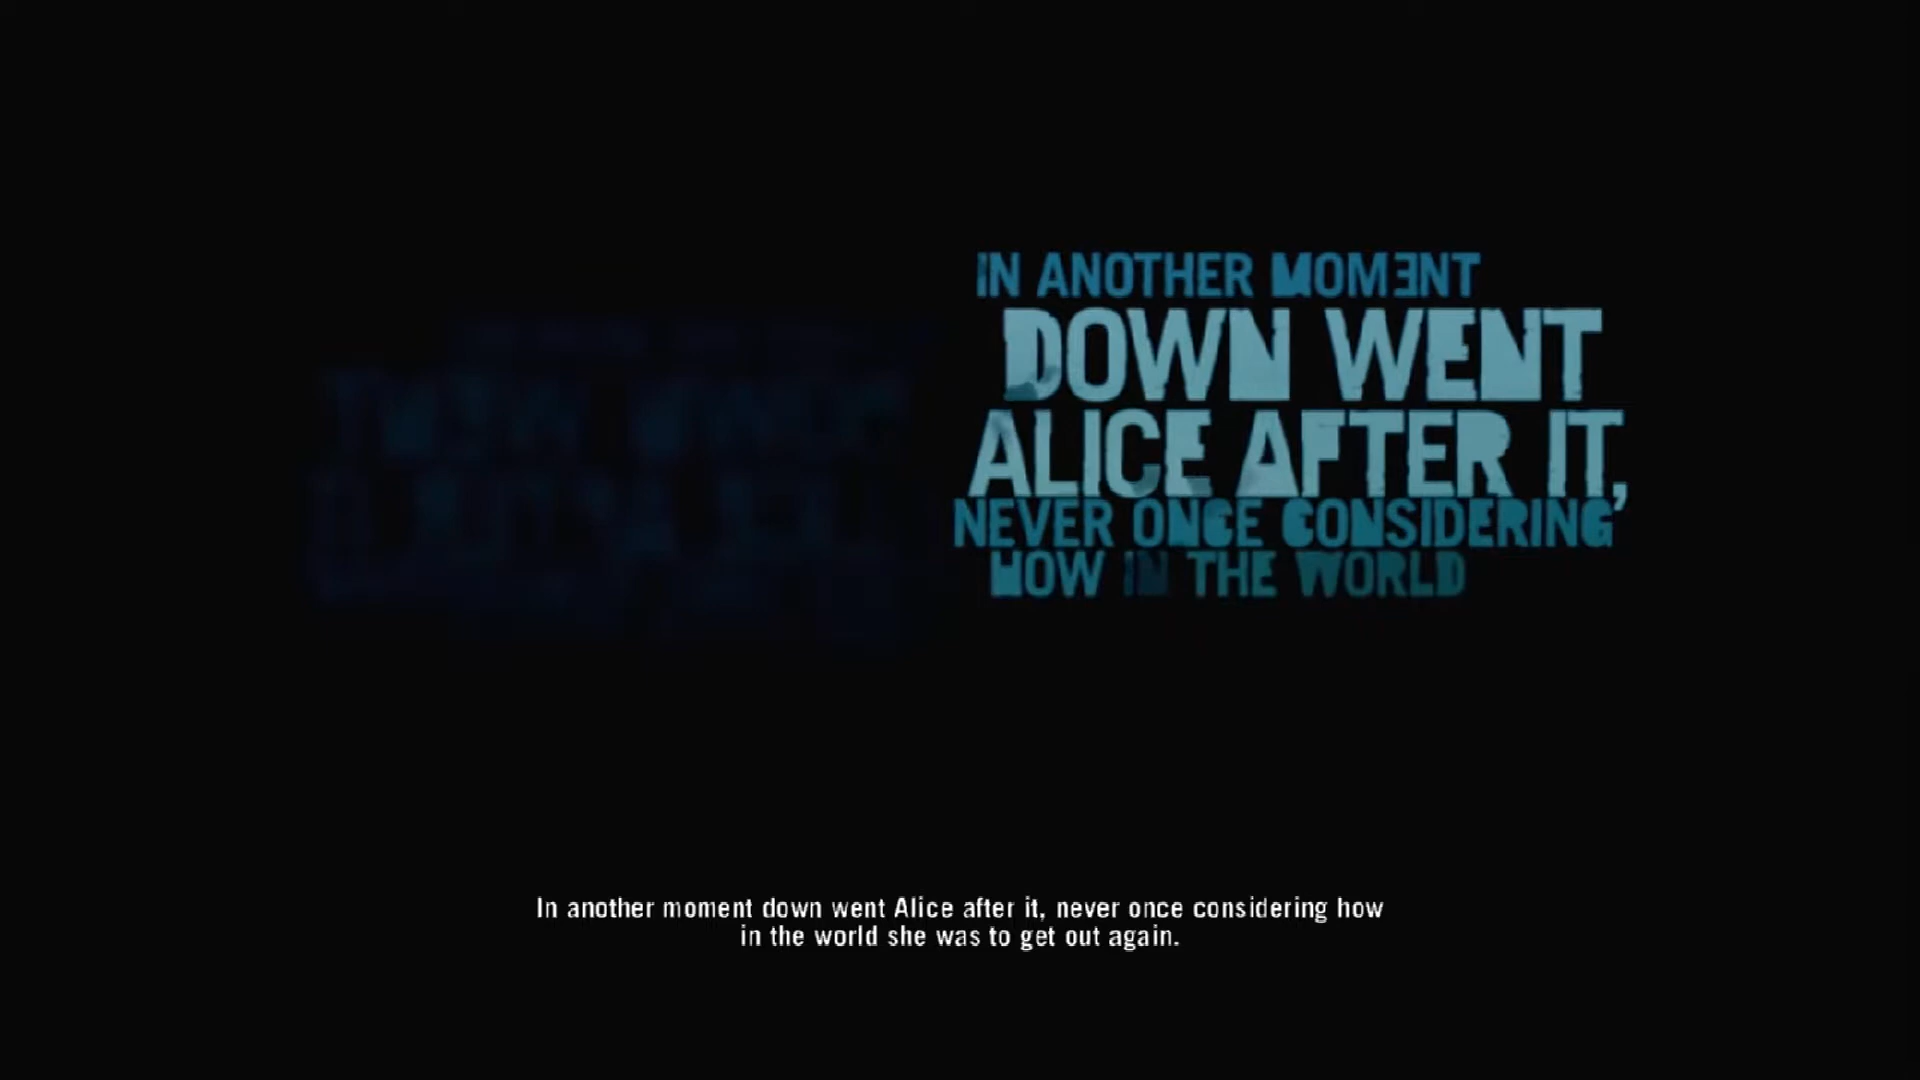 IN ANOTHER MOMENT
DOWN WENT
ALICE AFTER IT,
NEVER ONCE CONSIDERING
HOW IN THE WORLD
In another moment down went Alice after it, never once considering how
in the world she was to get out again.